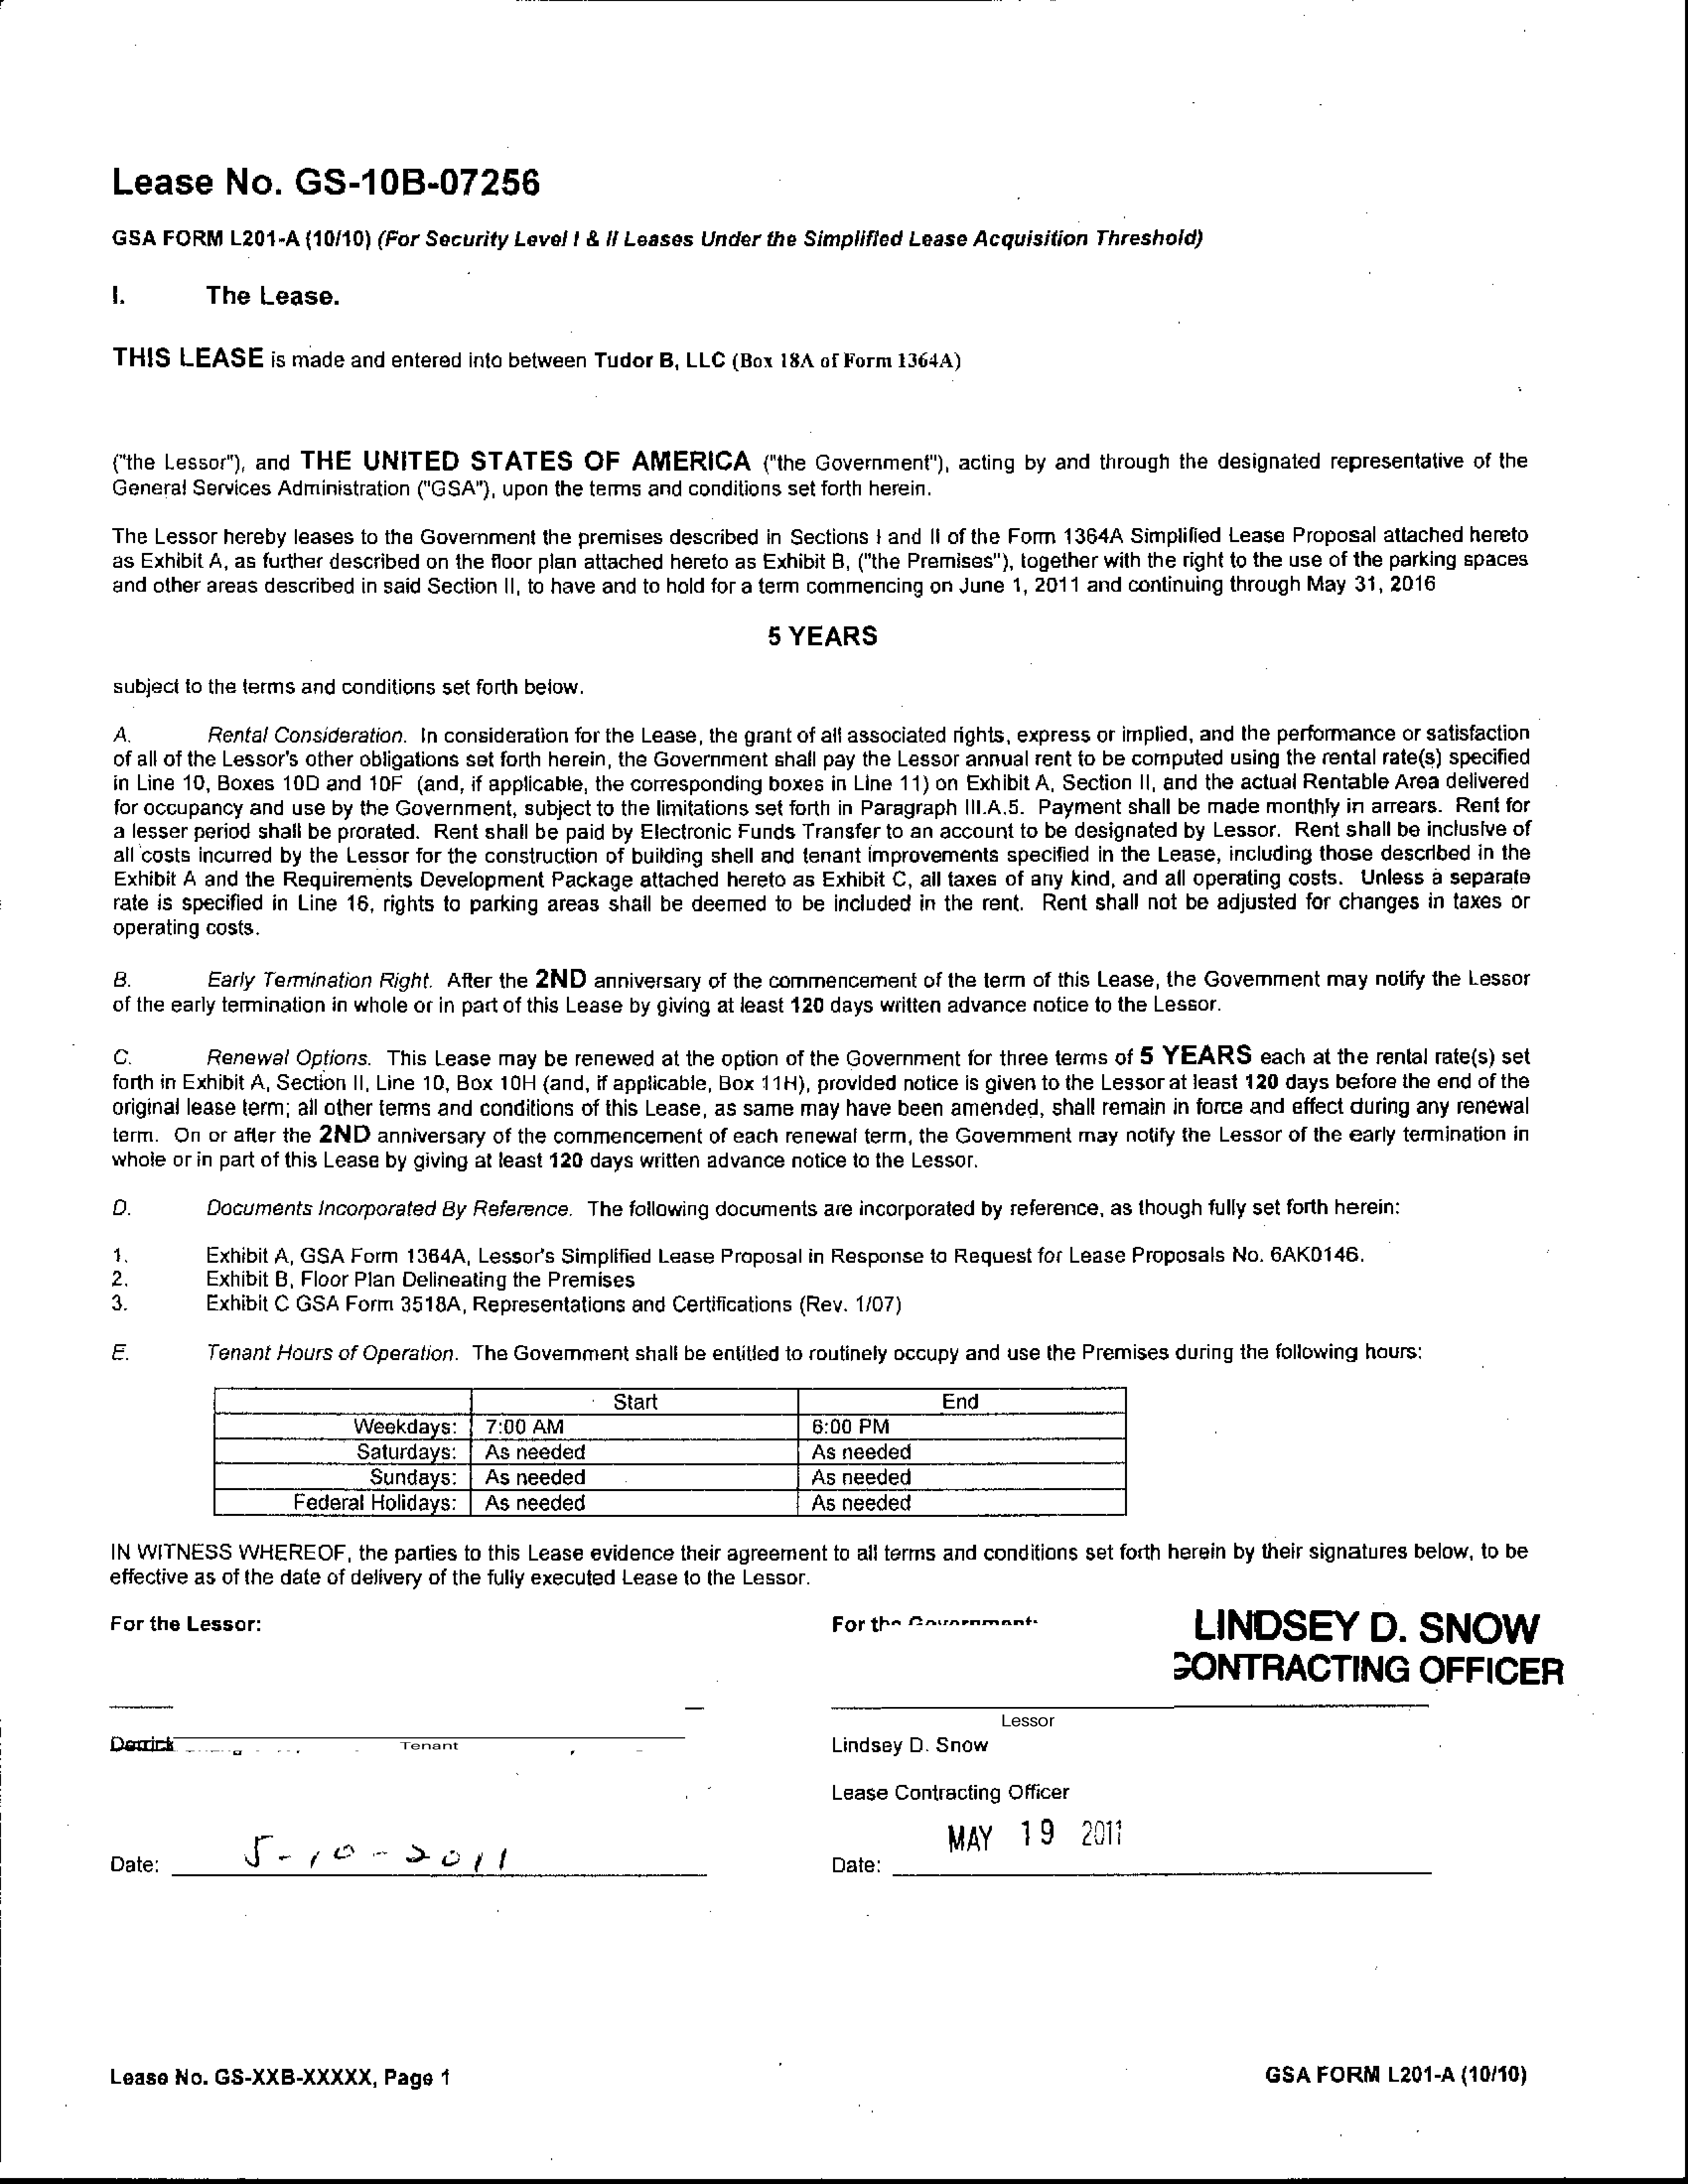 Lease No. GS-10B-07256
GSA FORM L201-A (10/10) (For Security Level I & II Leases Under the Simplified Lease Acquisition Threshold)
I. The Lease.
THIS LEASE is made and entered into between Tudor B, LLC (Box 18A of Form 1364A)
("the Lessor"), and THE UNITED STATES OF AMERICA ("the Government"), acting by and through the designated representative of the
General Services Administration ("GSA"), upon the terms and conditions set forth herein.
The Lessor hereby leases to the Government the premises described in Sections I and II of the Form 1364A Simplified Lease Proposal attached hereto
as Exhibit A, as further described on the floor plan attached hereto as Exhibit B, ("the Premises"), together with the right to the use of the parking spaces
and other areas described in said Section II, to have and to hold for a term commencing on June 1, 2011 and continuing through May 31, 2016
5 YEARS
subject to the terms and conditions set forth below.
A. Rental Consideration. In consideration for the Lease, the grant of all associated rights, express or implied, and the performance or satisfaction
of all of the Lessor's other obligations set forth herein, the Government shall pay the Lessor annual rent to be computed using the rental rate(s) specified
in Line 10, Boxes 10D and 10F (and, if applicable, the corresponding boxes in Line 11) on Exhibit A, Section II, and the actual Rentable Area delivered
for occupancy and use by the Government, subject to the limitations set forth in Paragraph III.A.5. Payment shall be made monthly in arrears. Rent for
a lesser period shall be prorated. Rent shall be paid by Electronic Funds Transfer to an account to be designated by Lessor. Rent shall be inclusive of
all costs incurred by the Lessor for the construction of building shell and tenant improvements specified in the Lease, including those described in the
Exhibit A and the Requirements Development Package attached hereto as Exhibit C, all taxes of any kind, and all operating costs. Unless a separate
rate is specified in Line 16, rights to parking areas shall be deemed to be included in the rent. Rent shall not be adjusted for changes in taxes or
operating costs.
B. Early Termination Right. After the 2ND anniversary of the commencement of the term of this Lease, the Government may notify the Lessor
of the early termination in whole or in part of this Lease by giving at least 120 days written advance notice to the Lessor.
C. Renewal Options. This Lease may be renewed at the option of the Government for three terms of 5 YEARS each at the rental rate(s) set
forth in Exhibit A, Section II, Line 10, Box 10H (and, if applicable, Box 11H), provided notice is given to the Lessor at least 120 days before the end of the
original lease term; all other terms and conditions of this Lease, as same may have been amended, shall remain in force and effect during any renewal
term. On or after the 2ND anniversary of the commencement of each renewal term, the Government may notify the Lessor of the early termination in
whole or in part of this Lease by giving at least 120 days written advance notice to the Lessor.
D. Documents Incorporated By Reference. The following documents are incorporated by reference, as though fully set forth herein:
1. Exhibit A, GSA Form 1364A, Lessor's Simplified Lease Proposal in Response to Request for Lease Proposals No. 6AK0146.
2. Exhibit B, Floor Plan Delineating the Premises
3. Exhibit C GSA Form 3518A, Representations and Certifications (Rev. 1/07)
E. Tenant Hours of Operation. The Government shall be entitled to routinely occupy and use the Premises during the following hours:
Start End
Weekdays: 7:00 AM 6:00 PM
Saturdays: As needed As needed
Sundays: As needed As needed
Federal Holidays: As needed As needed
IN WITNESS WHEREOF, the parties to this Lease evidence their agreement to all terms and conditions set forth herein by their signatures below, to be
effective as of the date of delivery of the fully executed Lease to the Lessor.
For the Lessor: For the Government: LINDSEY D. SNOW
CONTRACTING OFFICER
Lessor
Derrick Tenant Lindsey D. Snow
Lease Contracting Officer
MAY 19 2011
Date: 5-10-2011 Date:
Lease No. GS-XXB-XXXXX, Page 1 GSA FORM L201-A (10/10)